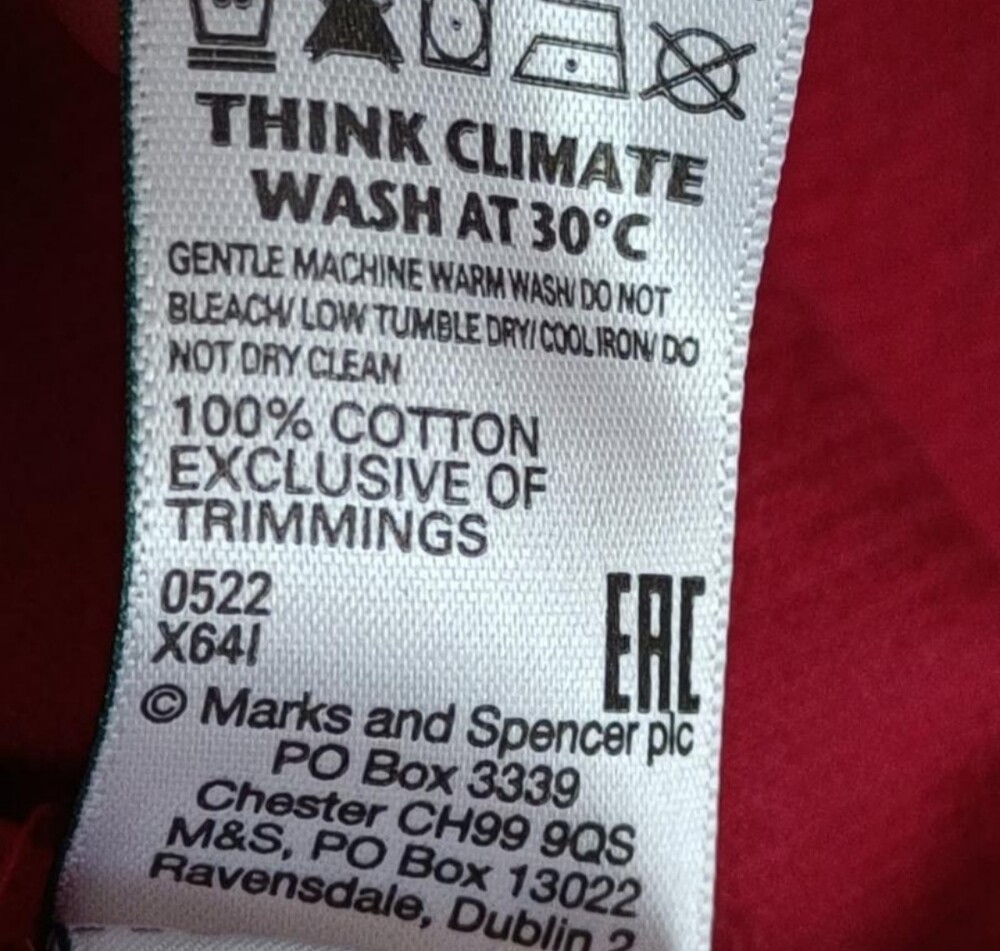 THINK CLIMATE
WASH AT 30°C
GENTLE MACHINE WARM WASH/ DO NOT
BLEACH/ LOW TUMBLE DRY/ COOL IRON/ DO
NOT DRY CLEAN
100% COTTON
EXCLUSIVE OF
TRIMMINGS
0522
X64I
EAC
© Marks and Spencer plc
PO Box 3339
Chester CH99 9QS
M&S, PO Box 13022
Ravensdale, Dublin 2